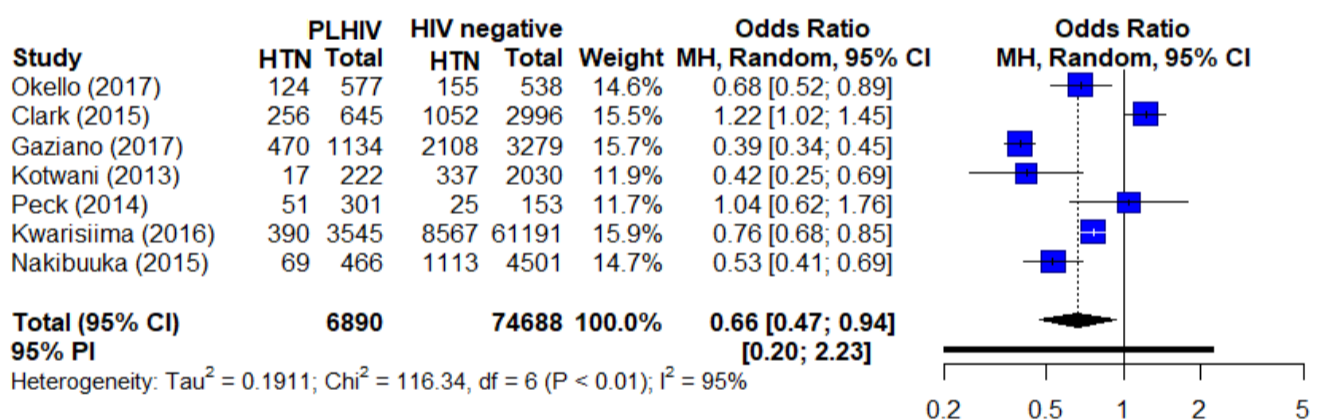 PLHIV HIV negative Odds Ratio Odds Ratio
Study HTN Total HTN Total Weight MH, Random, 95% CI MH, Random, 95% CI
Okello (2017) 124 577 155 538 14.6% 0.68 [0.52; 0.89]
Clark (2015) 256 645 1052 2996 15.5% 1.22 [1.02; 1.45]
Gaziano (2017) 470 1134 2108 3279 15.7% 0.39 [0.34; 0.45]
Kotwani (2013) 17 222 337 2030 11.9% 0.42 [0.25; 0.69]
Peck (2014) 51 301 25 153 11.7% 1.04 [0.62; 1.76]
Kwarisiima (2016) 390 3545 8567 61191 15.9% 0.76 [0.68; 0.85]
Nakibuuka (2015) 69 466 1113 4501 14.7% 0.53 [0.41; 0.69]
Total (95% CI) 6890 74688 100.0% 0.66 [0.47; 0.94]
95% PI [0.20; 2.23]
Heterogeneity: Tau² = 0.1911; Chi² = 116.34, df = 6 (P < 0.01); I² = 95%
0.2 0.5 1 2 5